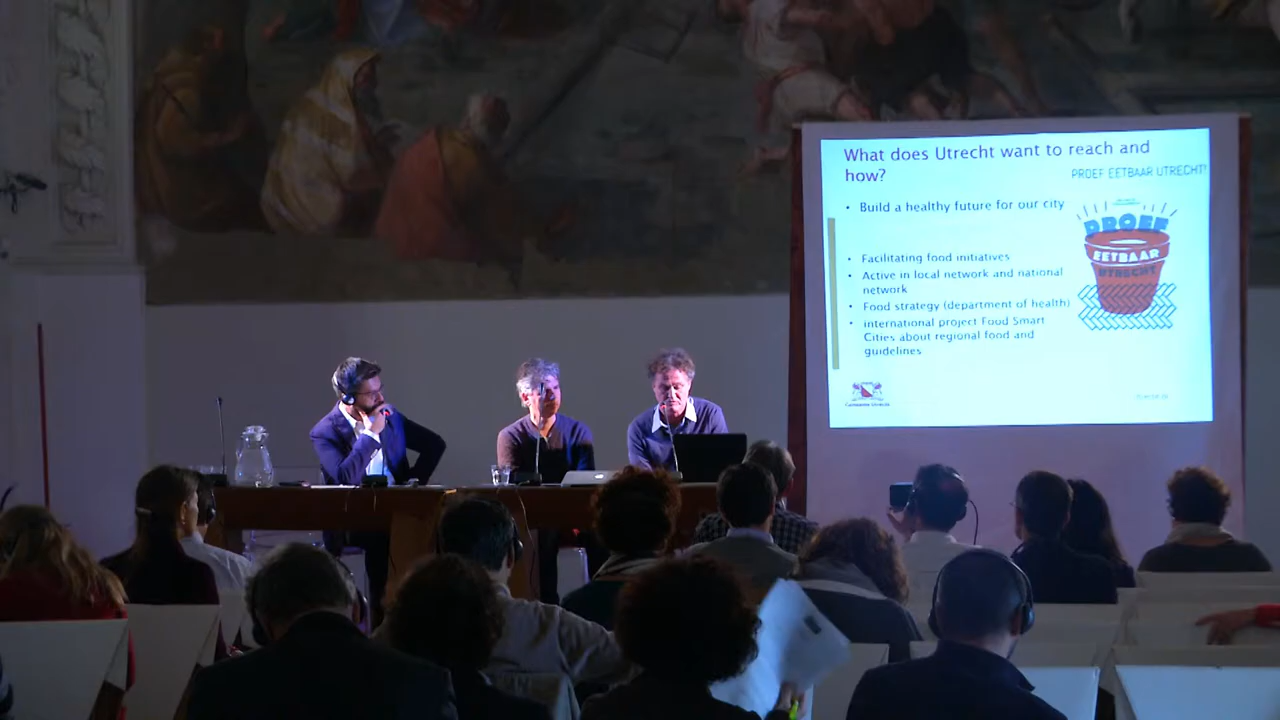 What does Utrecht want to reach and
how?
PROEF EETBAAR UTRECHT!
• Build a healthy future for our city
PROEF
EETBAAR
UTRECHT
• Facilitating food initiatives
• Active in local network and national
network
• Food strategy (department of health)
• international project Food Smart
Cities about regional food and
guidelines
Gemeente Utrecht